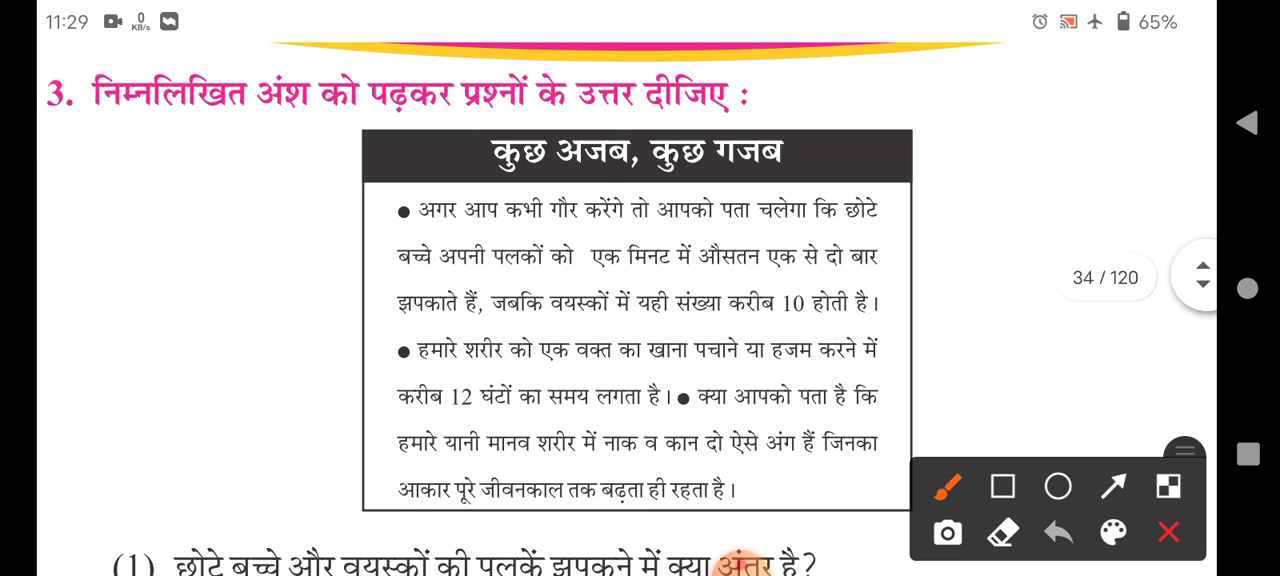 11:29 0 KB/s 65%
3. निम्नलिखित अंश को पढ़कर प्रश्नों के उत्तर दीजिए :
कुछ अजब, कुछ गजब
● अगर आप कभी गौर करेंगे तो आपको पता चलेगा कि छोटे
बच्चे अपनी पलकों को एक मिनट में औसतन एक से दो बार
झपकाते हैं, जबकि वयस्कों में यही संख्या करीब 10 होती है।
34 / 120
● हमारे शरीर को एक वक्त का खाना पचाने या हजम करने में
करीब 12 घंटों का समय लगता है। ● क्या आपको पता है कि
हमारे यानी मानव शरीर में नाक व कान दो ऐसे अंग हैं जिनका
आकार पूरे जीवनकाल तक बढ़ता ही रहता है।
(1) छोटे बच्चे और वयस्कों की पलकें झपकने में क्या अंतर है?